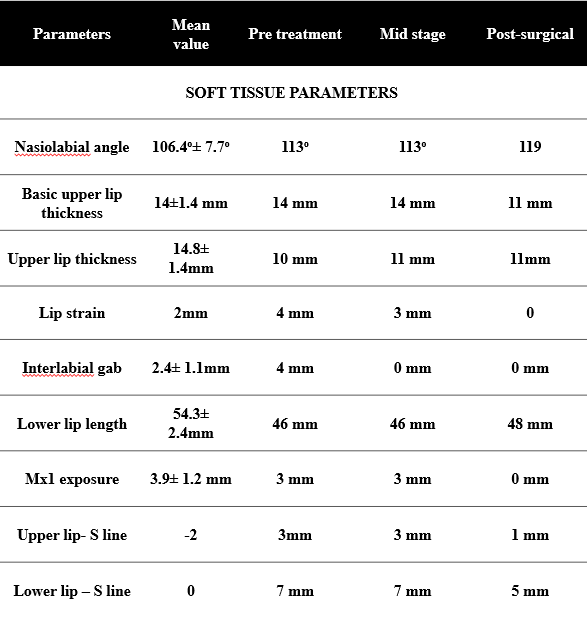 Parameters Mean value Pre treatment Mid stage Post-surgical
SOFT TISSUE PARAMETERS
Nasiolabial angle 106.4º± 7.7º 113º 113º 119
Basic upper lip thickness 14±1.4 mm 14 mm 14 mm 11 mm
Upper lip thickness 14.8± 1.4mm 10 mm 11 mm 11mm
Lip strain 2mm 4 mm 3 mm 0
Interlabial gab 2.4± 1.1mm 4 mm 0 mm 0 mm
Lower lip length 54.3± 2.4mm 46 mm 46 mm 48 mm
Mx1 exposure 3.9± 1.2 mm 3 mm 3 mm 0 mm
Upper lip- S line -2 3mm 3 mm 1 mm
Lower lip – S line 0 7 mm 7 mm 5 mm